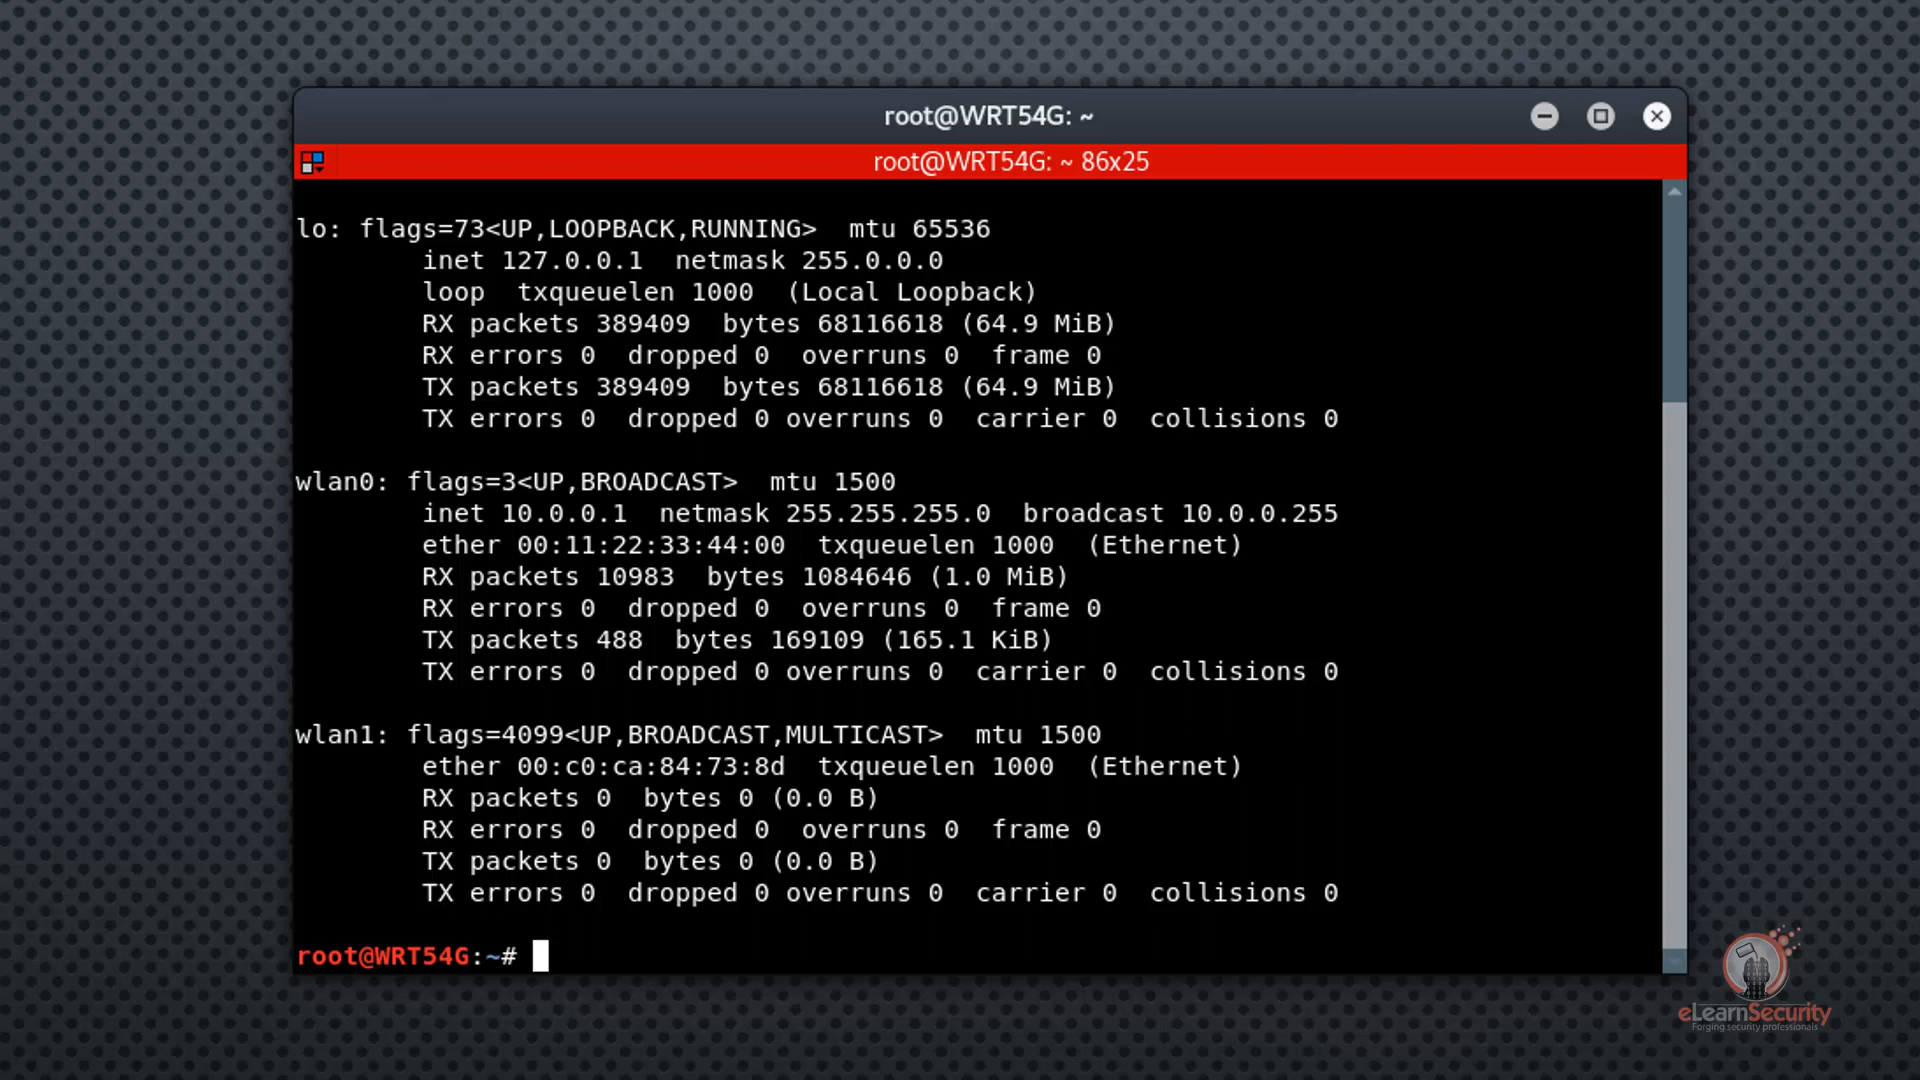 root@WRT54G: ~
root@WRT54G: ~ 86x25
lo: flags=73<UP,LOOPBACK,RUNNING>  mtu 65536
        inet 127.0.0.1  netmask 255.0.0.0
        loop  txqueuelen 1000  (Local Loopback)
        RX packets 389409  bytes 68116618 (64.9 MiB)
        RX errors 0  dropped 0  overruns 0  frame 0
        TX packets 389409  bytes 68116618 (64.9 MiB)
        TX errors 0  dropped 0 overruns 0  carrier 0  collisions 0
wlan0: flags=3<UP,BROADCAST>  mtu 1500
        inet 10.0.0.1  netmask 255.255.255.0  broadcast 10.0.0.255
        ether 00:11:22:33:44:00  txqueuelen 1000  (Ethernet)
        RX packets 10983  bytes 1084646 (1.0 MiB)
        RX errors 0  dropped 0  overruns 0  frame 0
        TX packets 488  bytes 169109 (165.1 KiB)
        TX errors 0  dropped 0 overruns 0  carrier 0  collisions 0
wlan1: flags=4099<UP,BROADCAST,MULTICAST>  mtu 1500
        ether 00:c0:ca:84:73:8d  txqueuelen 1000  (Ethernet)
        RX packets 0  bytes 0 (0.0 B)
        RX errors 0  dropped 0  overruns 0  frame 0
        TX packets 0  bytes 0 (0.0 B)
        TX errors 0  dropped 0 overruns 0  carrier 0  collisions 0
root@WRT54G:~#
eLearnSecurity
Forging security professionals